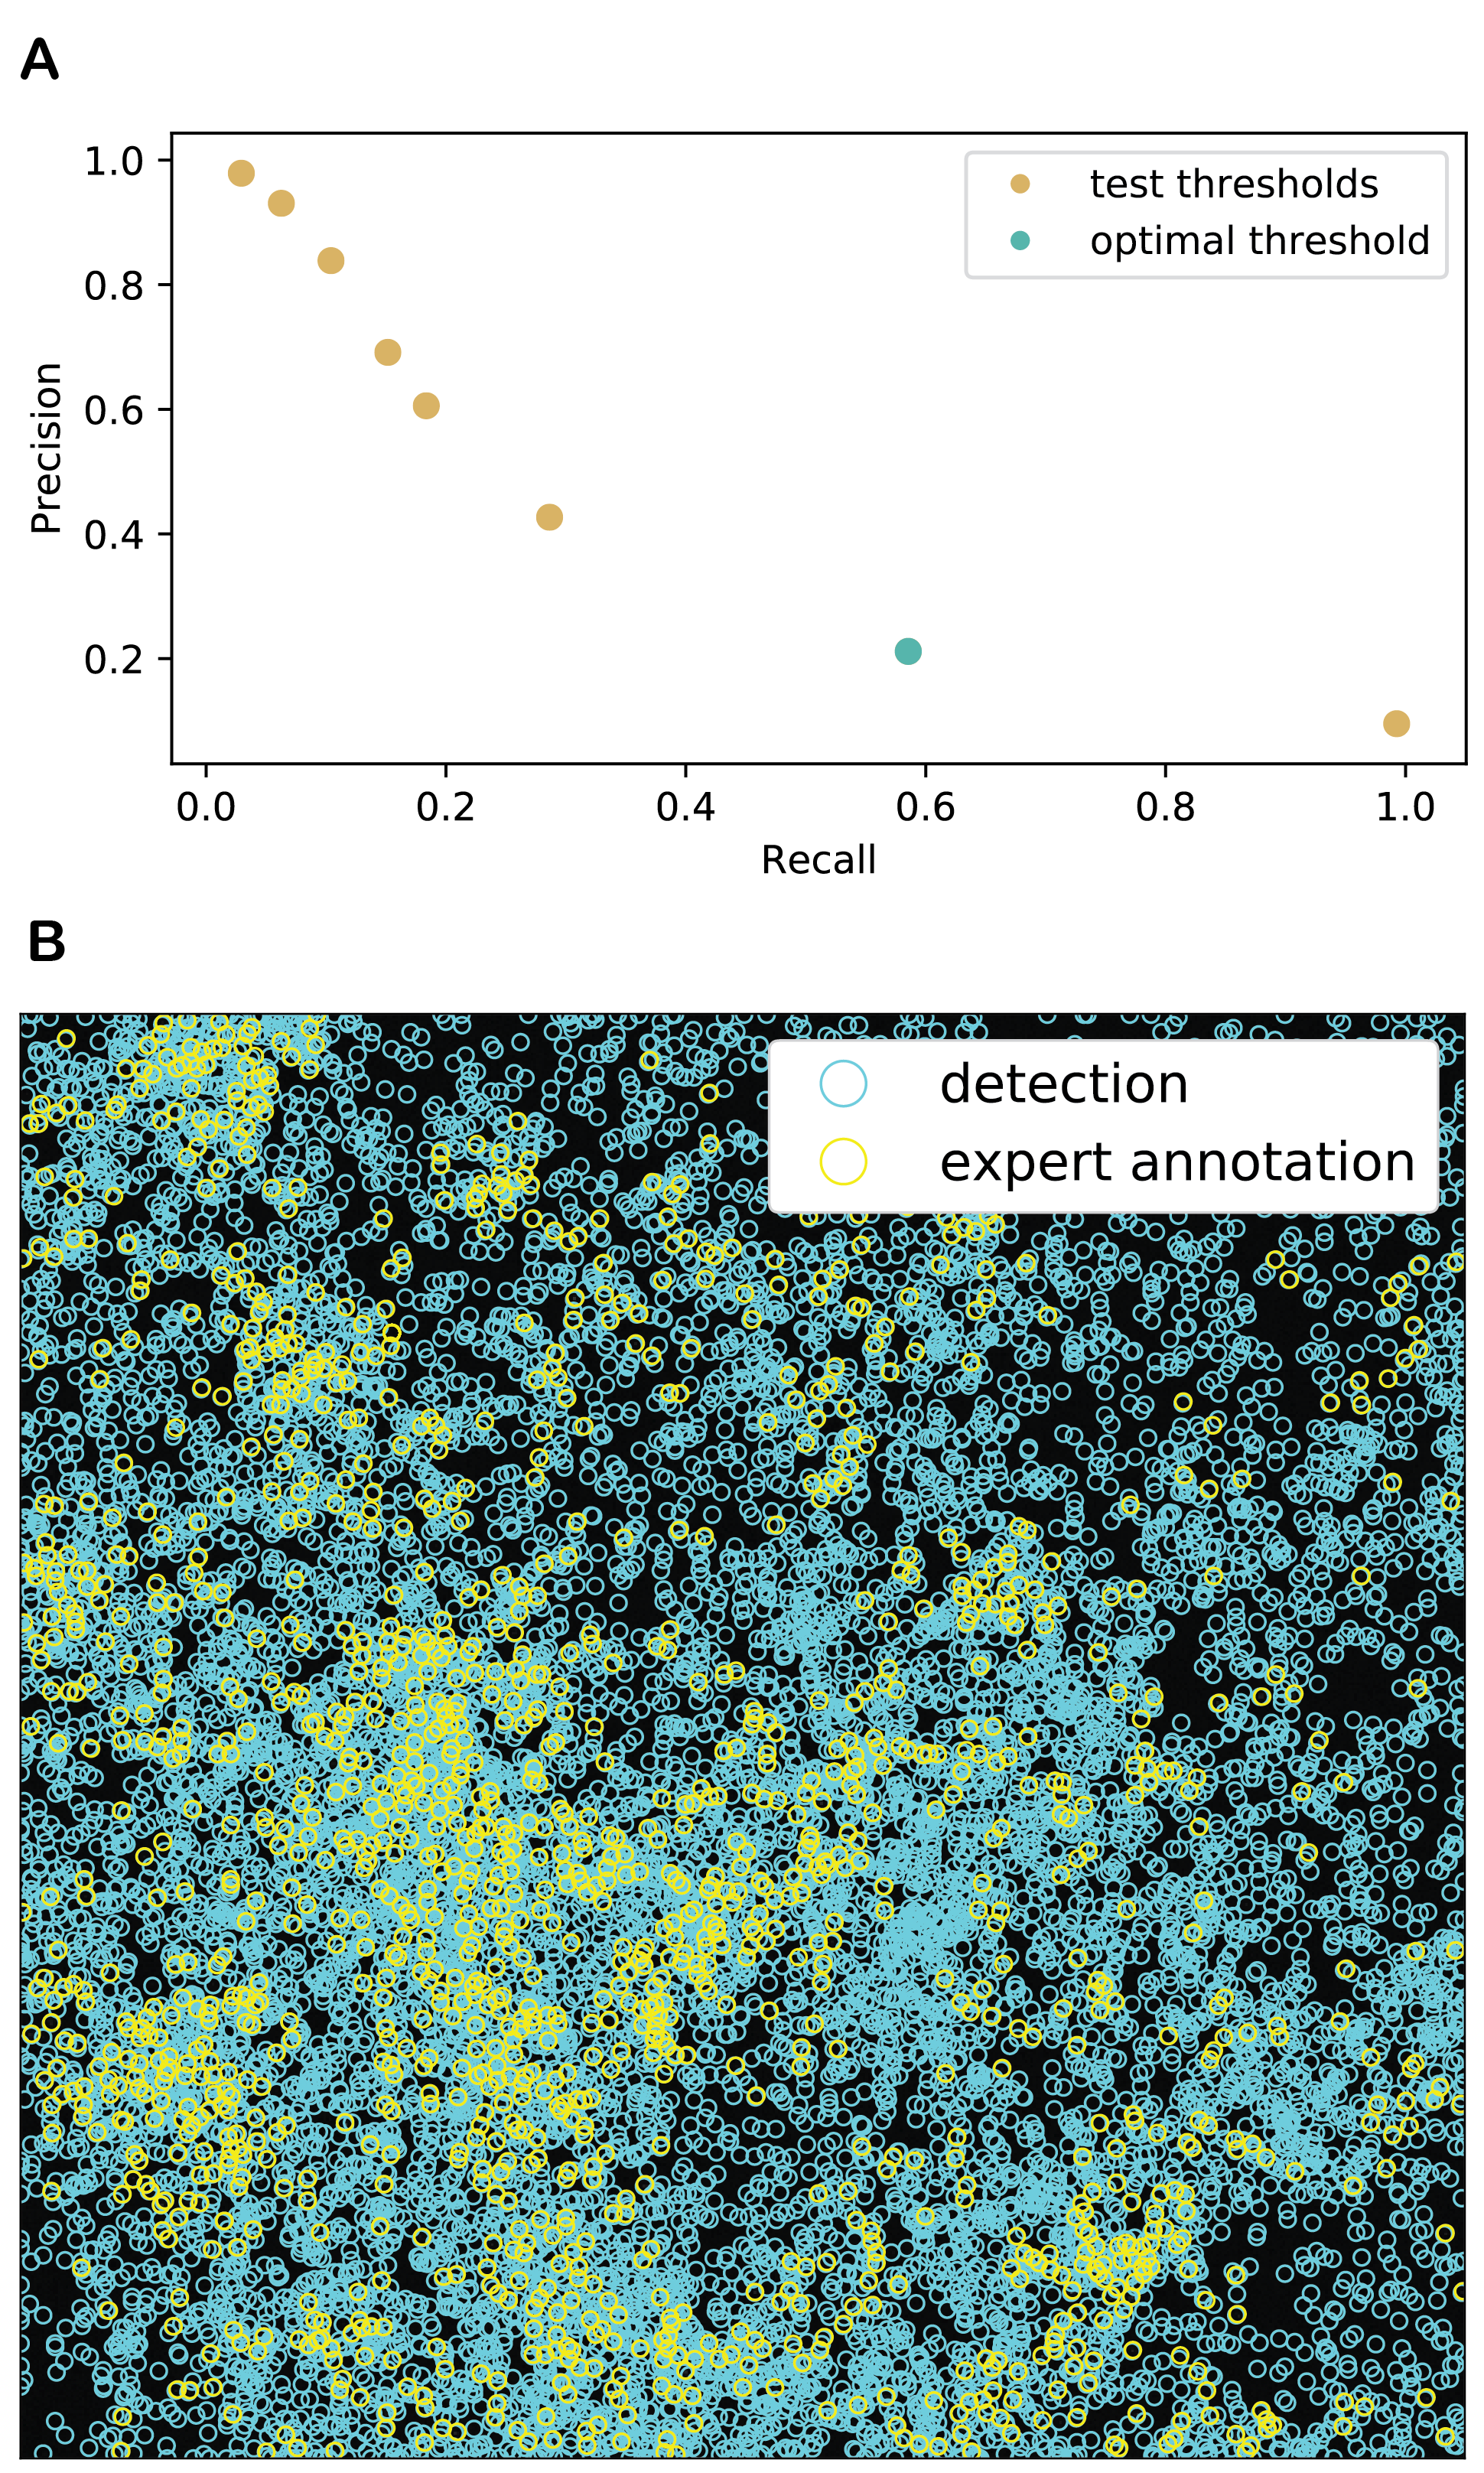 A
1.0
0.8
0.6
0.4
0.2
Precision
test thresholds
optimal threshold
0.0 0.2 0.4 0.6 0.8 1.0
Recall
B
detection
expert annotation